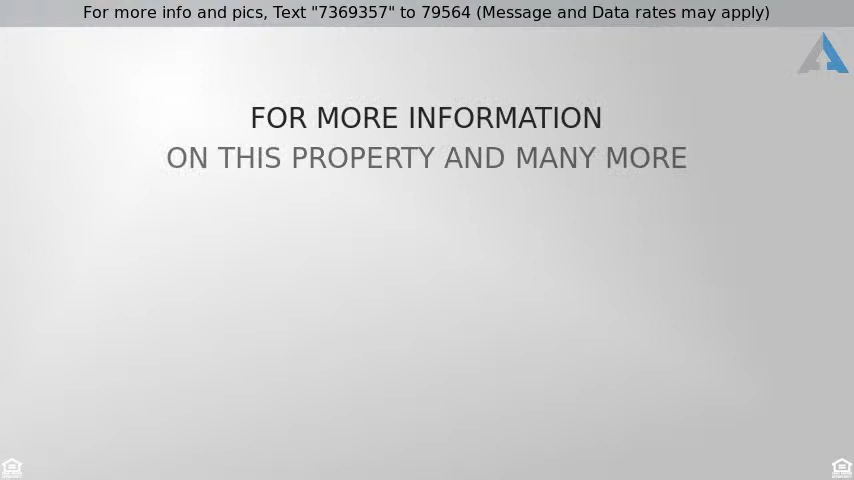 For more info and pics, Text "7369357" to 79564 (Message and Data rates may apply)
FOR MORE INFORMATION
ON THIS PROPERTY AND MANY MORE